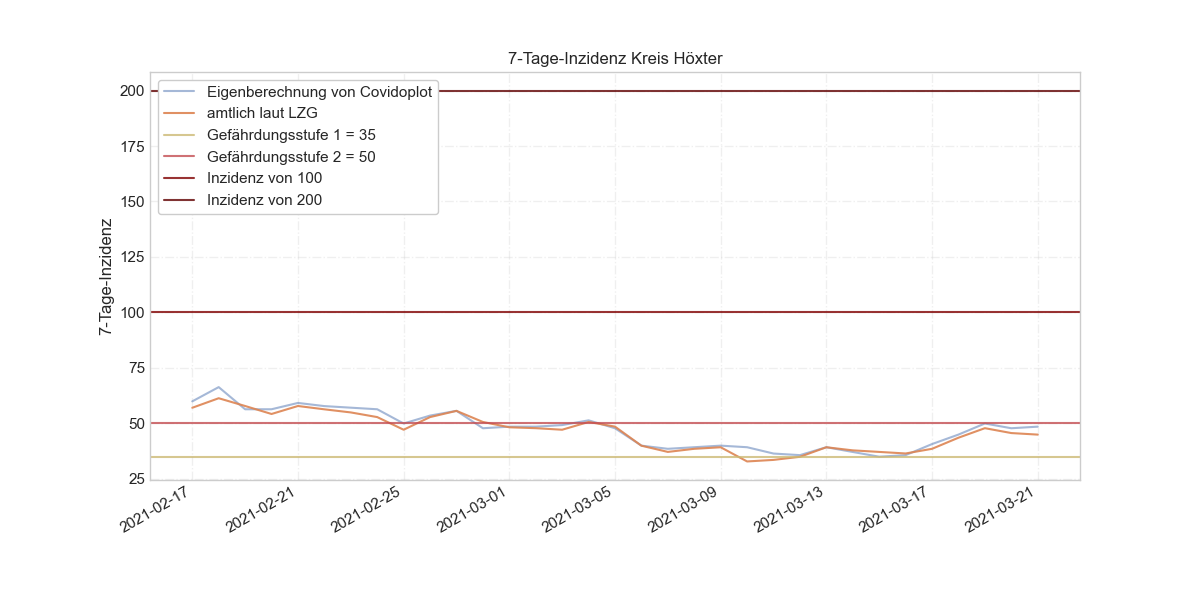 7-Tage-Inzidenz Kreis Höxter
Eigenberechnung von Covidoplot
amtlich laut LZG
Gefährdungsstufe 1 = 35
Gefährdungsstufe 2 = 50
Inzidenz von 100
Inzidenz von 200
7-Tage-Inzidenz
200
175
150
125
100
75
50
25
2021-02-17
2021-02-21
2021-02-25
2021-03-01
2021-03-05
2021-03-09
2021-03-13
2021-03-17
2021-03-21